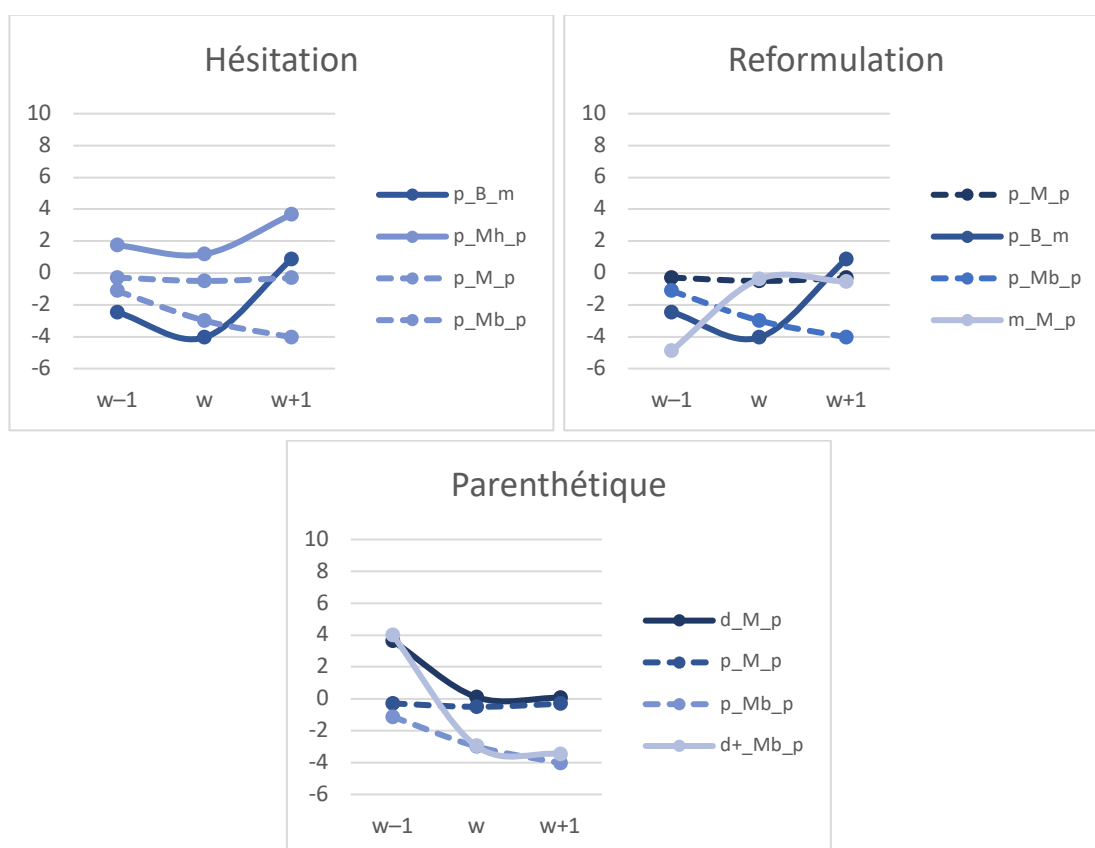 Hésitation
10
8
6
4
2
0
-2
-4
-6
w–1 w w+1
p_B_m
p_Mh_p
p_M_p
p_Mb_p
Reformulation
10
8
6
4
2
0
-2
-4
-6
w–1 w w+1
p_M_p
p_B_m
p_Mb_p
m_M_p
Parenthétique
10
8
6
4
2
0
-2
-4
-6
w–1 w w+1
d_M_p
p_M_p
p_Mb_p
d+_Mb_p